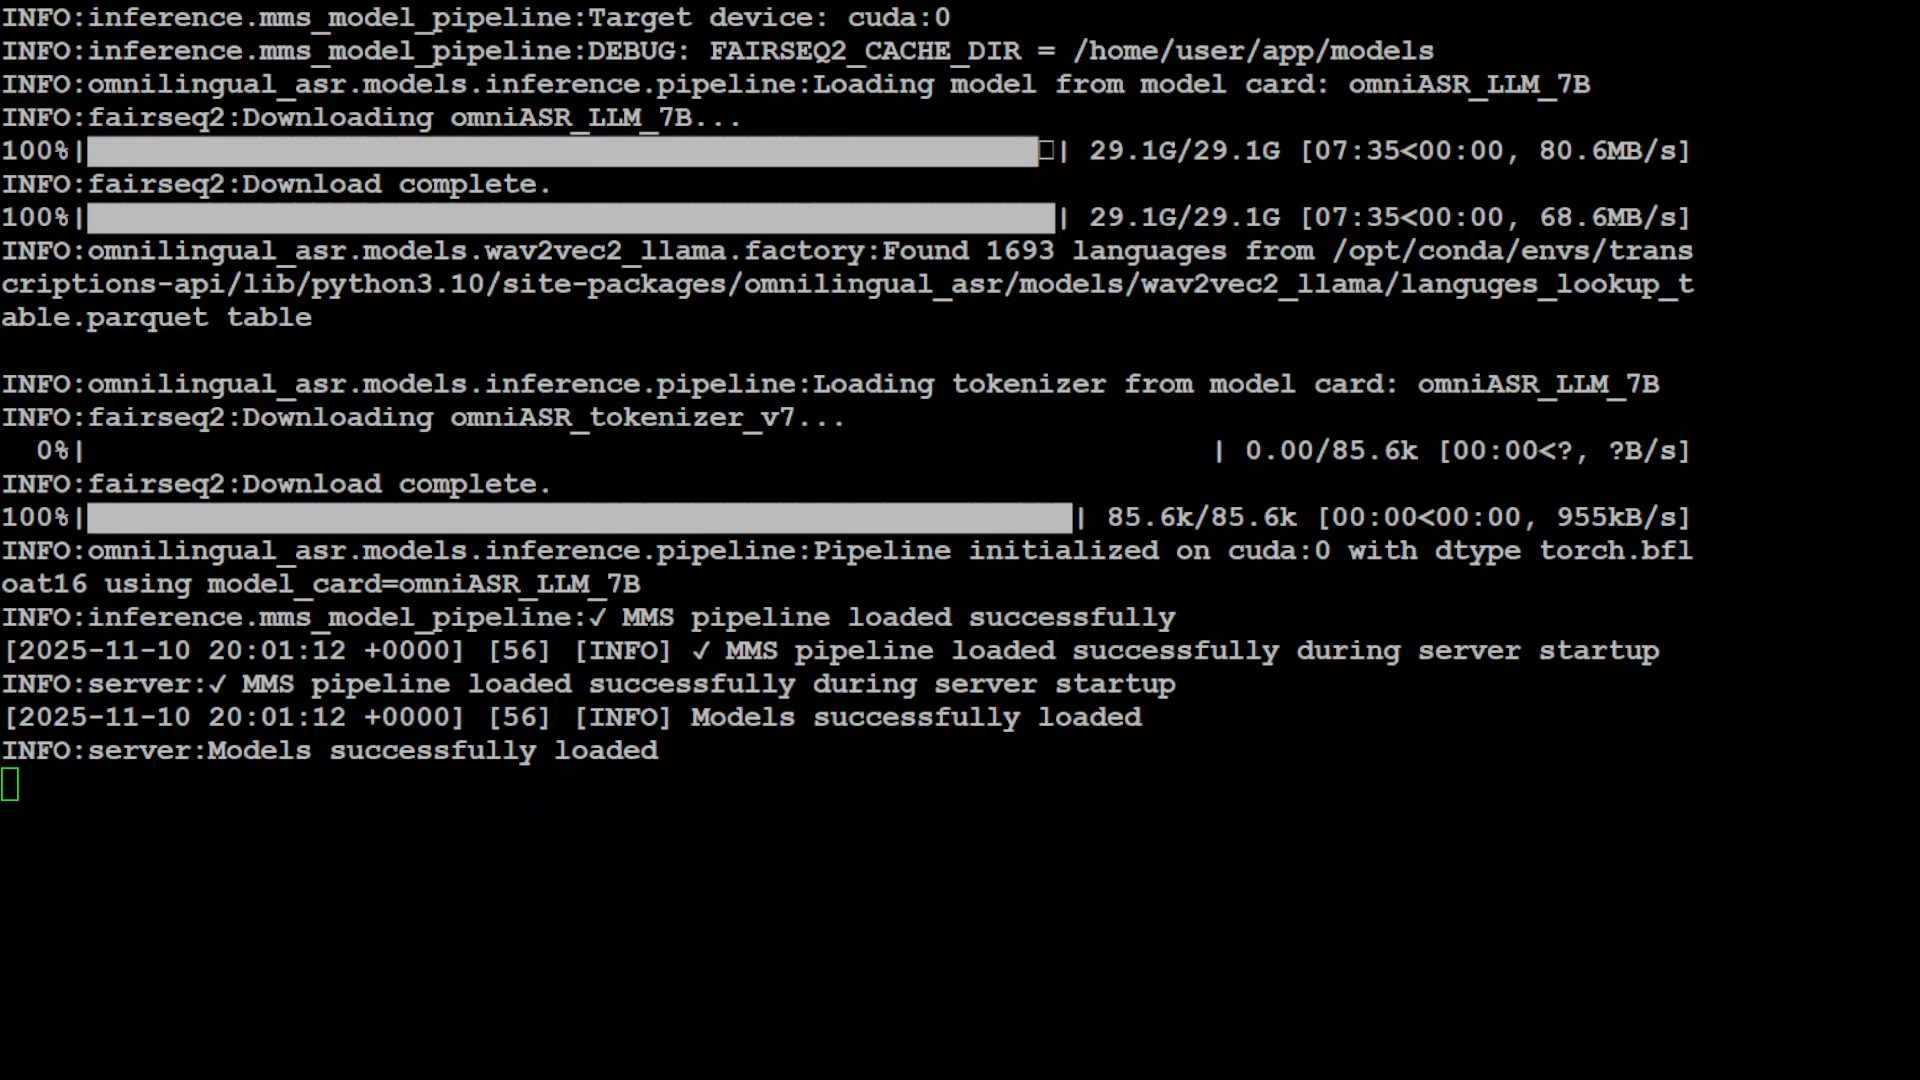 INFO:inference.mms_model_pipeline:Target device: cuda:0
INFO:inference.mms_model_pipeline:DEBUG: FAIRSEQ2_CACHE_DIR = /home/user/app/models
INFO:omnilingual_asr.models.inference.pipeline:Loading model from model card: omniASR_LLM_7B
INFO:fairseq2:Downloading omniASR_LLM_7B...
100%| | 29.1G/29.1G [07:35<00:00, 80.6MB/s]
INFO:fairseq2:Download complete.
100%| | 29.1G/29.1G [07:35<00:00, 68.6MB/s]
INFO:omnilingual_asr.models.wav2vec2_llama.factory:Found 1693 languages from /opt/conda/envs/trans
criptions-api/lib/python3.10/site-packages/omnilingual_asr/models/wav2vec2_llama/languges_lookup_t
able.parquet table
INFO:omnilingual_asr.models.inference.pipeline:Loading tokenizer from model card: omniASR_LLM_7B
INFO:fairseq2:Downloading omniASR_tokenizer_v7...
0%| | 0.00/85.6k [00:00<?, ?B/s]
INFO:fairseq2:Download complete.
100%| | 85.6k/85.6k [00:00<00:00, 955kB/s]
INFO:omnilingual_asr.models.inference.pipeline:Pipeline initialized on cuda:0 with dtype torch.bfl
oat16 using model_card=omniASR_LLM_7B
INFO:inference.mms_model_pipeline:✓ MMS pipeline loaded successfully
[2025-11-10 20:01:12 +0000] [56] [INFO] ✓ MMS pipeline loaded successfully during server startup
INFO:server:✓ MMS pipeline loaded successfully during server startup
[2025-11-10 20:01:12 +0000] [56] [INFO] Models successfully loaded
INFO:server:Models successfully loaded